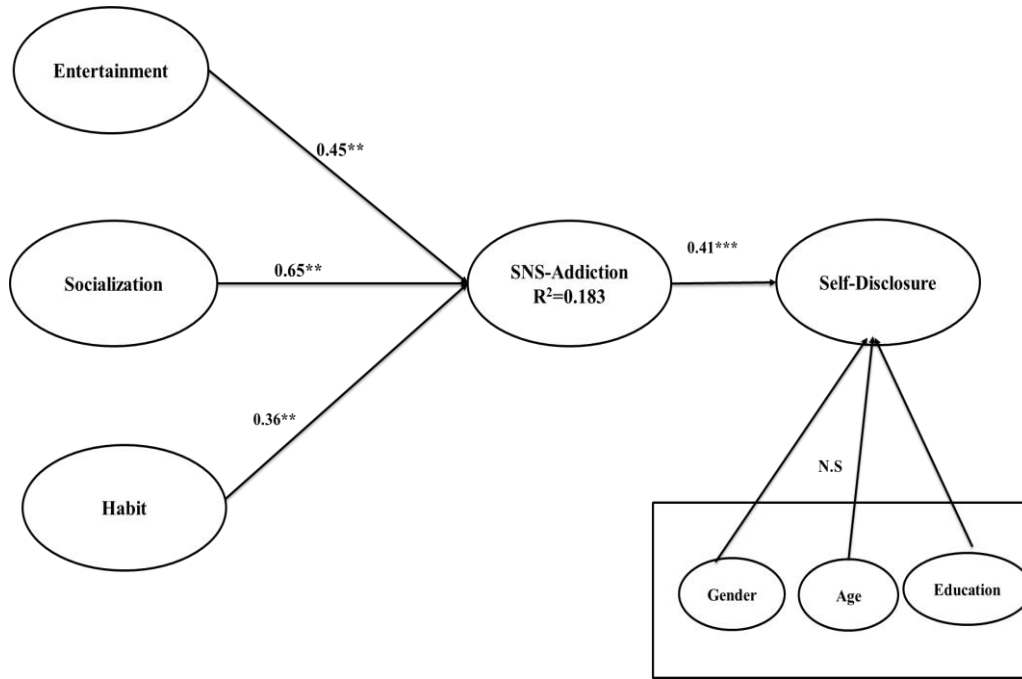 Entertainment
0.45**
Socialization
0.65**
SNS-Addiction
R²=0.183
0.41***
Self-Disclosure
0.36**
Habit
N.S
Gender
Age
Education